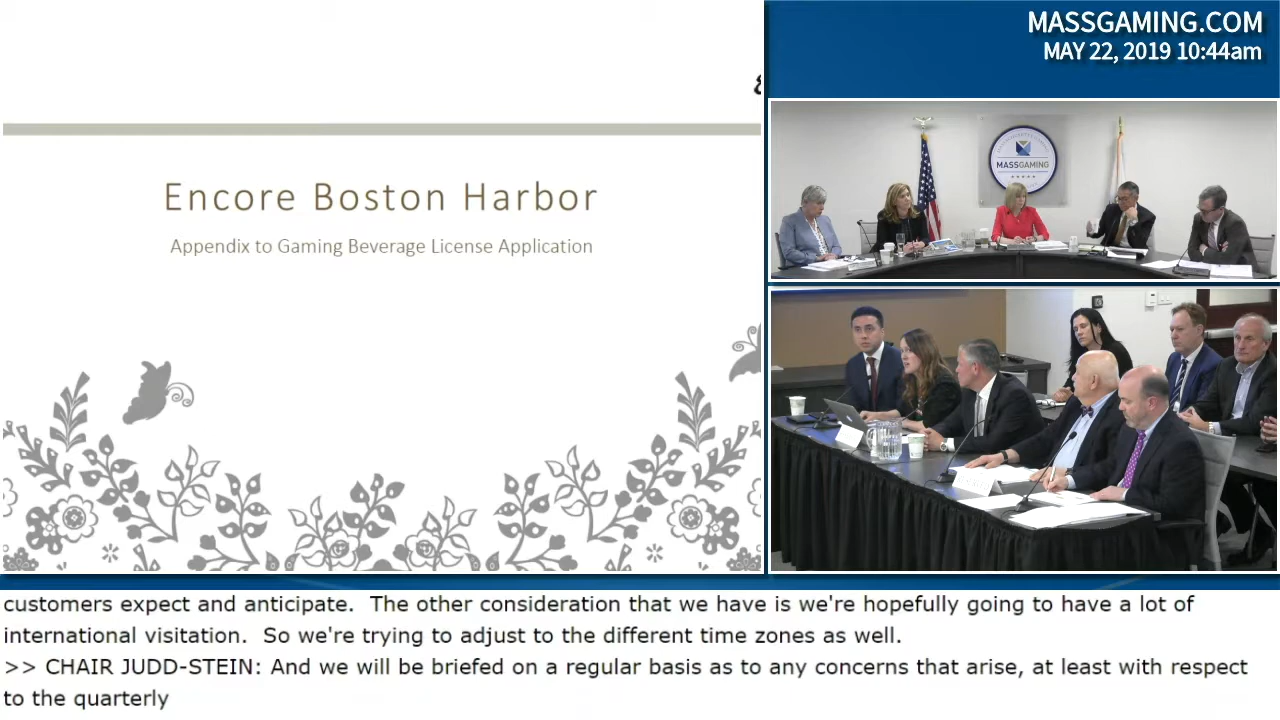 MASSGAMING.COM
MAY 22, 2019 10:44am
Encore Boston Harbor
Appendix to Gaming Beverage License Application
MASSGAMING
customers expect and anticipate.  The other consideration that we have is we're hopefully going to have a lot of
international visitation.  So we're trying to adjust to the different time zones as well.
>> CHAIR JUDD-STEIN: And we will be briefed on a regular basis as to any concerns that arise, at least with respect
to the quarterly